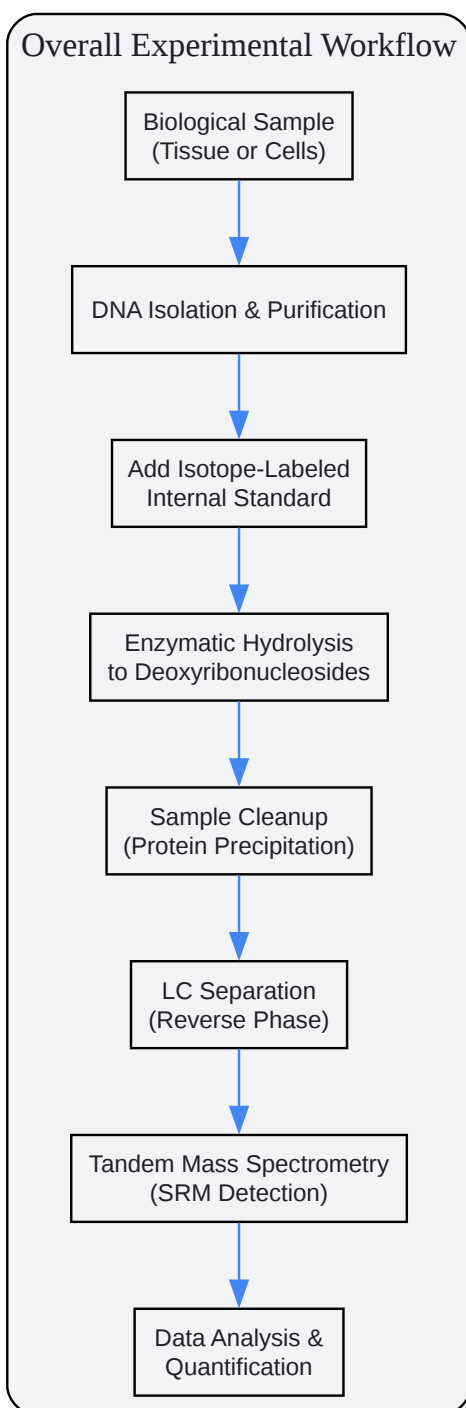 Overall Experimental Workflow
Biological Sample
(Tissue or Cells)
DNA Isolation & Purification
Add Isotope-Labeled
Internal Standard
Enzymatic Hydrolysis
to Deoxyribonucleosides
Sample Cleanup
(Protein Precipitation)
LC Separation
(Reverse Phase)
Tandem Mass Spectrometry
(SRM Detection)
Data Analysis &
Quantification